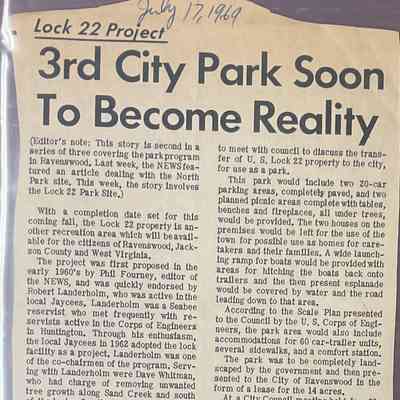 July 17, 1969
Lock 22 Project
3rd City Park Soon
To Become Reality
(Editor's note: This story is second in a
series of three covering the park program
in Ravenswood. Last week, the NEWS fea-
tured an article dealing with the North
Park site. This week, the story involves
the Lock 22 Park Site.)
With a completion date set for this
coming fall, the Lock 22 property is an-
other recreation area which will be avail-
able for the citizens of Ravenswood, Jack-
son County and West Virginia.
The project was first proposed in the
early 1960's by Phil Fourney, editor of
the NEWS, and was quickly endorsed by
Robert Landerholm, who was active in the
local Jaycees, Landerholm was a Seabee
reservist who met frequently with re-
servists active in the Corps of Engineers
in Huntington. Through his enthusiasm,
the local Jaycees in 1962 adopted the lock
facility as a project, Landerholm was one
of the co-chairmen of the program, Serv-
ing with Landerholm were Dave Whitman,
who had charge of removing unwanted
tree growth along Sand Creek and south
to meet with council to discuss the trans-
fer of U. S. Lock 22 property to the city,
for use as a park.
This park would include two 20-car
parking areas, completely paved, and two
planned picnic areas complete with tables,
benches and fireplaces, all under trees,
would be provided. The two houses on the
premises would be left for the use of the
town for possible use as homes for care-
takers and their families. A wide launch-
ing ramp for boats would be provided with
areas for hitching the boats back onto
trailers and the then present esplanade
would be covered by water and the road
leading down to that area.
According to the Scale Plan presented
to the Council by the U. S. Corps of Engi-
neers, the park area would also include
accommodations for 60 car-trailer units,
several sidewalks, and a comfort station.
The park was to be completely land-
scaped by the government and then pre-
sented to the City of Ravenswood in the
form of a lease for the 14 acres.
At a City Council meeting